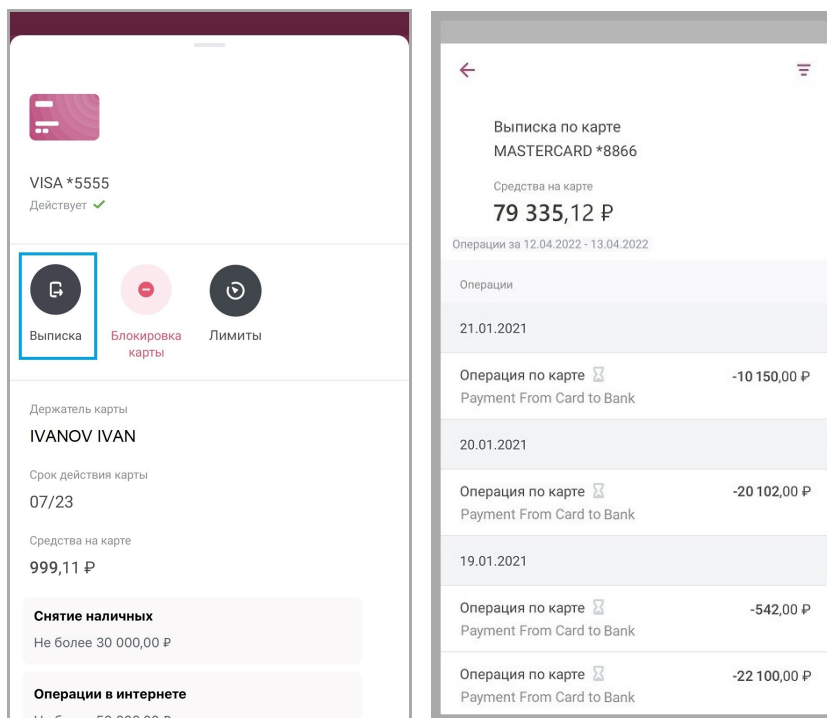 VISA *5555
Действует
Выписка
Блокировка
карты
Лимиты
Держатель карты
IVANOV IVAN
Срок действия карты
07/23
Средства на карте
999,11 ₽
Снятие наличных
Не более 30 000,00 ₽
Операции в интернете
Выписка по карте
MASTERCARD *8866
Средства на карте
79 335,12 ₽
Операции за 12.04.2022 - 13.04.2022
Операции
21.01.2021
Операция по карте -10 150,00 ₽
Payment From Card to Bank
20.01.2021
Операция по карте -20 102,00 ₽
Payment From Card to Bank
19.01.2021
Операция по карте -542,00 ₽
Payment From Card to Bank
Операция по карте -22 100,00 ₽
Payment From Card to Bank